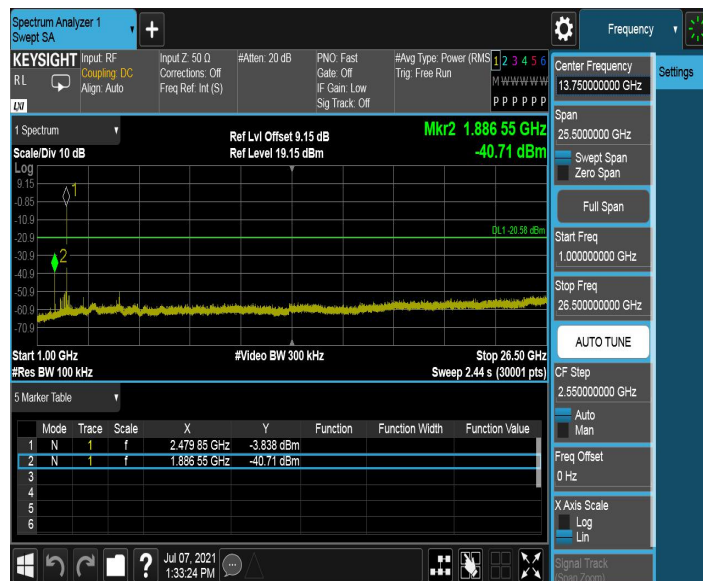 Spectrum Analyzer 1
Swept SA
+
Frequency
KEYSIGHT
RL
LXI
Input: RF
Coupling: DC
Align: Auto
Input Z: 50 Ω
Corrections: Off
Freq Ref: Int (S)
#Atten: 20 dB
PNO: Fast
Gate: Off
IF Gain: Low
Sig Track: Off
#Avg Type: Power (RMS
Trig: Free Run
1 2 3 4 5 6
M W W W W W
P P P P P P
1 Spectrum
Scale/Div 10 dB
Ref Lvl Offset 9.15 dB
Ref Level 19.15 dBm
Mkr2 1.886 55 GHz
-40.71 dBm
Log
9.15
-0.85
-10.9
-20.9
-30.9
-40.9
-50.9
-60.9
-70.9
1
2
DL1 -20.58 dBm
Start 1.00 GHz
#Res BW 100 kHz
#Video BW 300 kHz
Stop 26.50 GHz
Sweep 2.44 s (30001 pts)
5 Marker Table
Mode Trace Scale X Y Function Function Width Function Value
1 N 1 f 2.479 85 GHz -3.838 dBm
2 N 1 f 1.886 55 GHz -40.71 dBm
3
4
5
6
?
Jul 07, 2021
1:33:24 PM
Center Frequency
13.750000000 GHz
Span
25.5000000 GHz
Swept Span
Zero Span
Full Span
Start Freq
1.000000000 GHz
Stop Freq
26.500000000 GHz
AUTO TUNE
CF Step
2.550000000 GHz
Auto
Man
Freq Offset
0 Hz
X Axis Scale
Log
Lin
Signal Track
(Span Zoom)
Settings